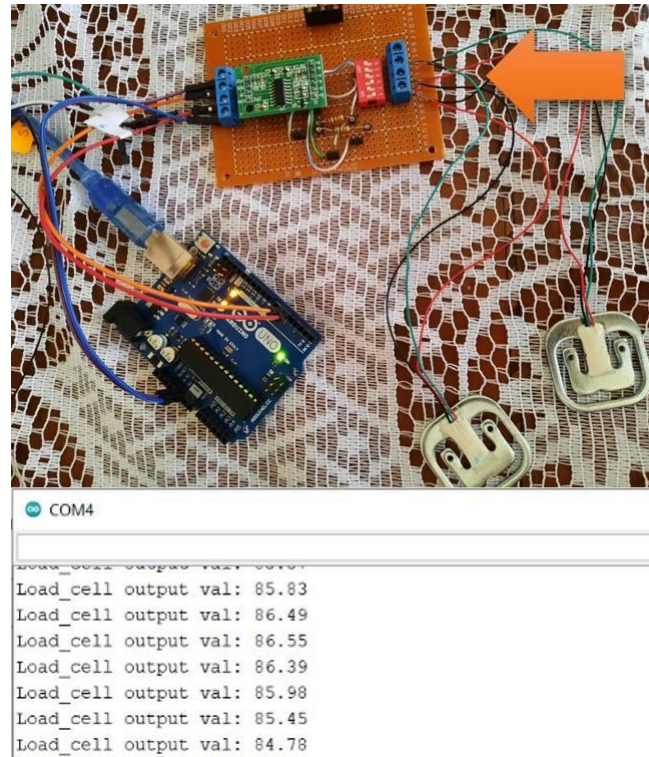 UNO
COM4
Load_cell output val: 85.83
Load_cell output val: 86.49
Load_cell output val: 86.55
Load_cell output val: 86.39
Load_cell output val: 85.98
Load_cell output val: 85.45
Load_cell output val: 84.78